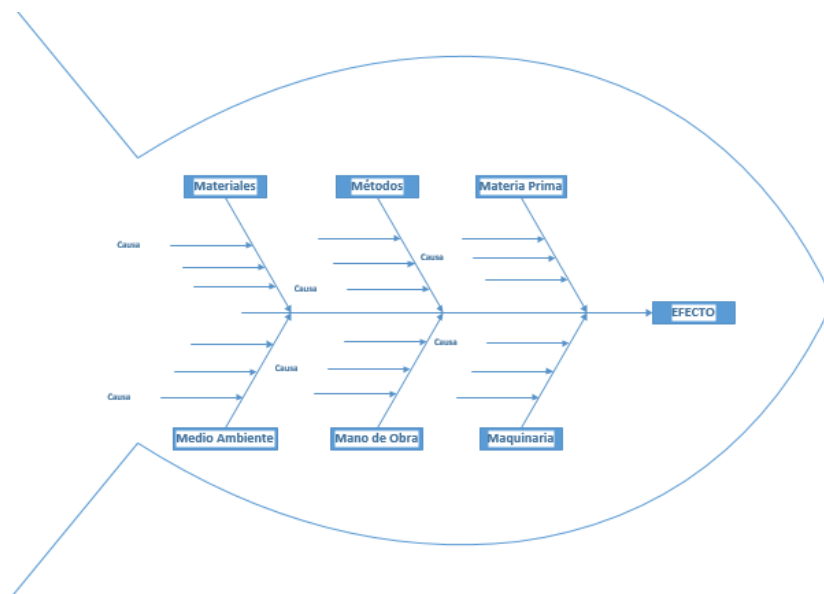 Materiales
Métodos
Materia Prima
Causa
Causa
Causa
EFECTO
Causa
Causa
Causa
Medio Ambiente
Mano de Obra
Maquinaria